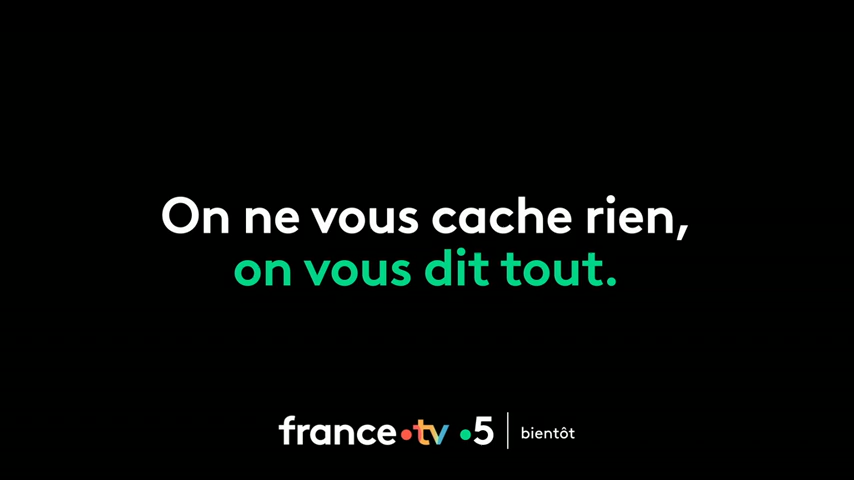 On ne vous cache rien,
on vous dit tout.
france•tv •5 | bientôt